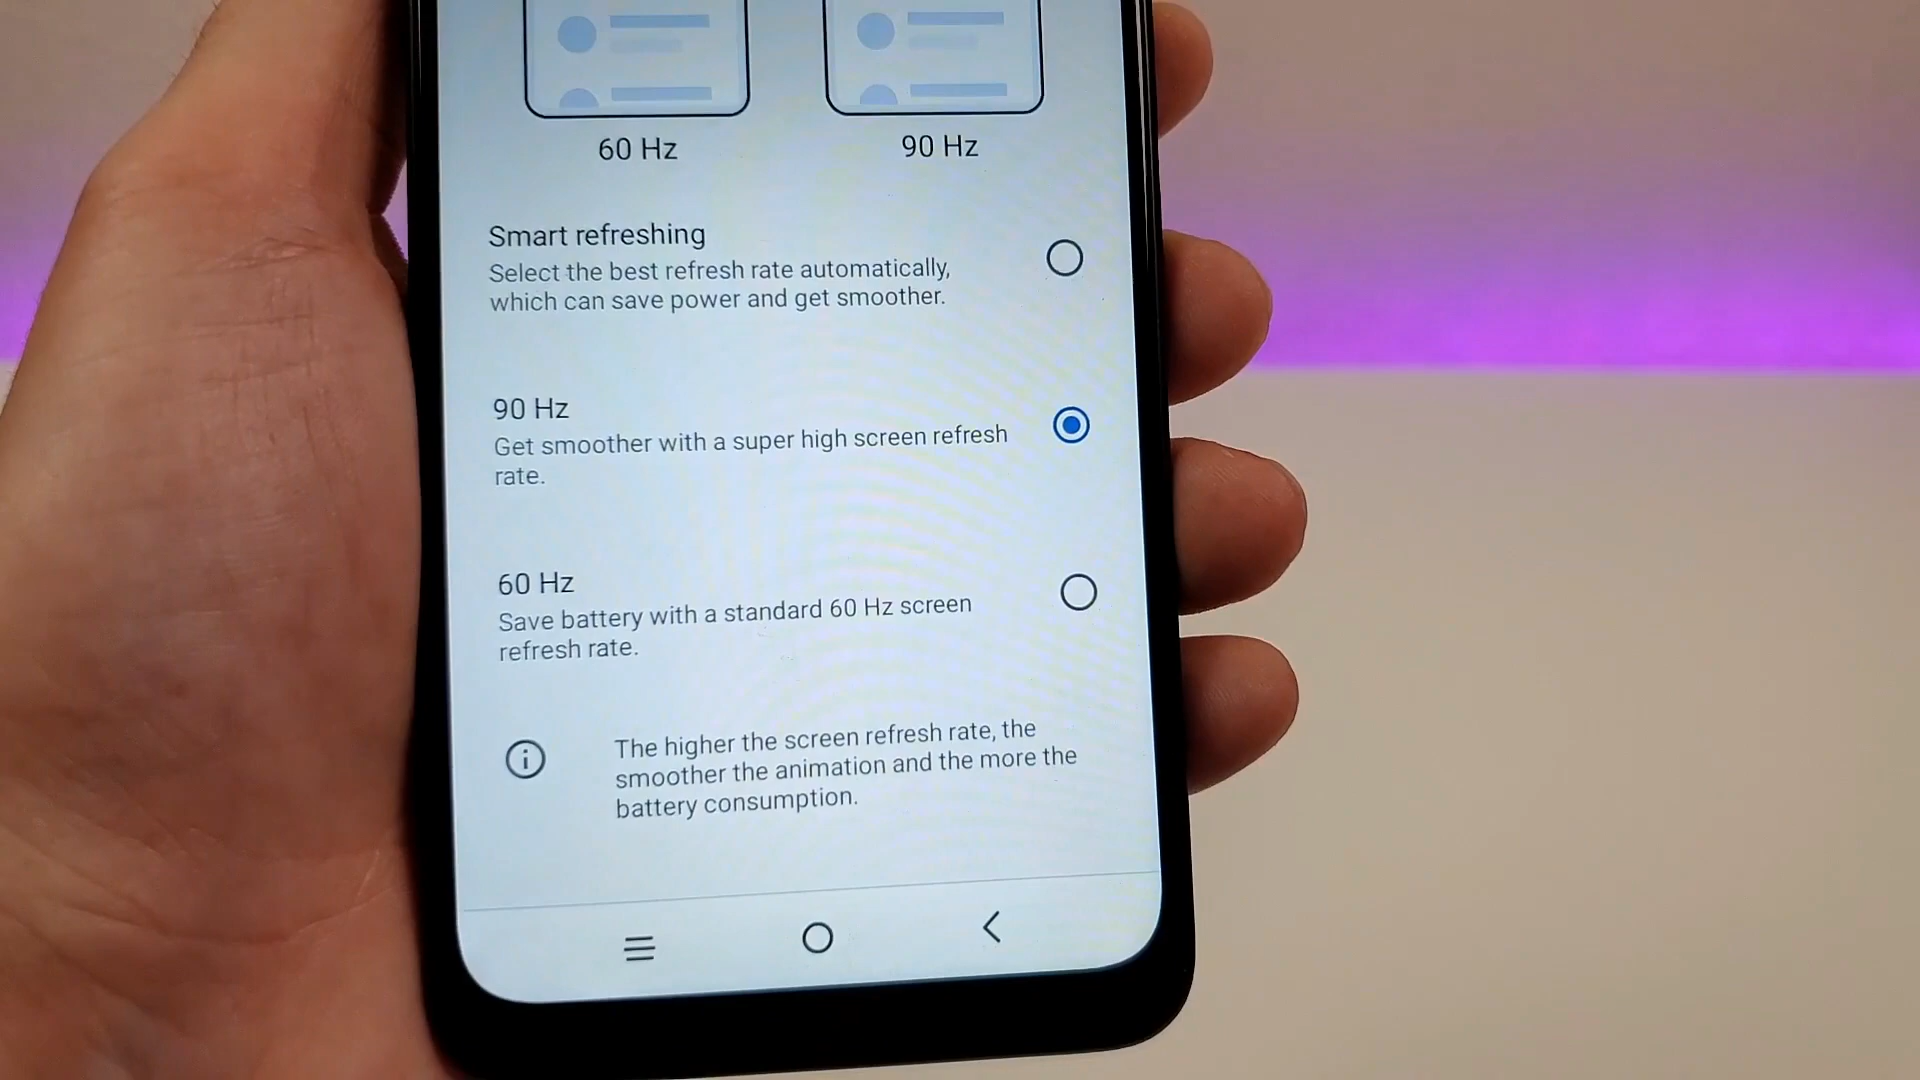 60 Hz
90 Hz
Smart refreshing
Select the best refresh rate automatically,
which can save power and get smoother.
90 Hz
Get smoother with a super high screen refresh
rate.
60 Hz
Save battery with a standard 60 Hz screen
refresh rate.
The higher the screen refresh rate, the
smoother the animation and the more the
battery consumption.